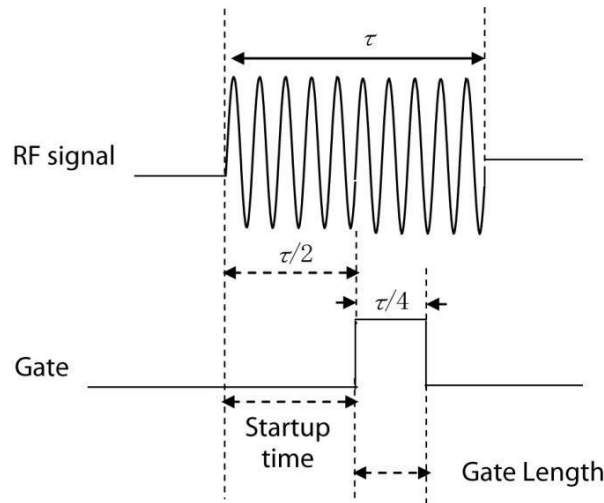 τ
RF signal
τ/2
τ/4
Gate
Startup
time
Gate Length